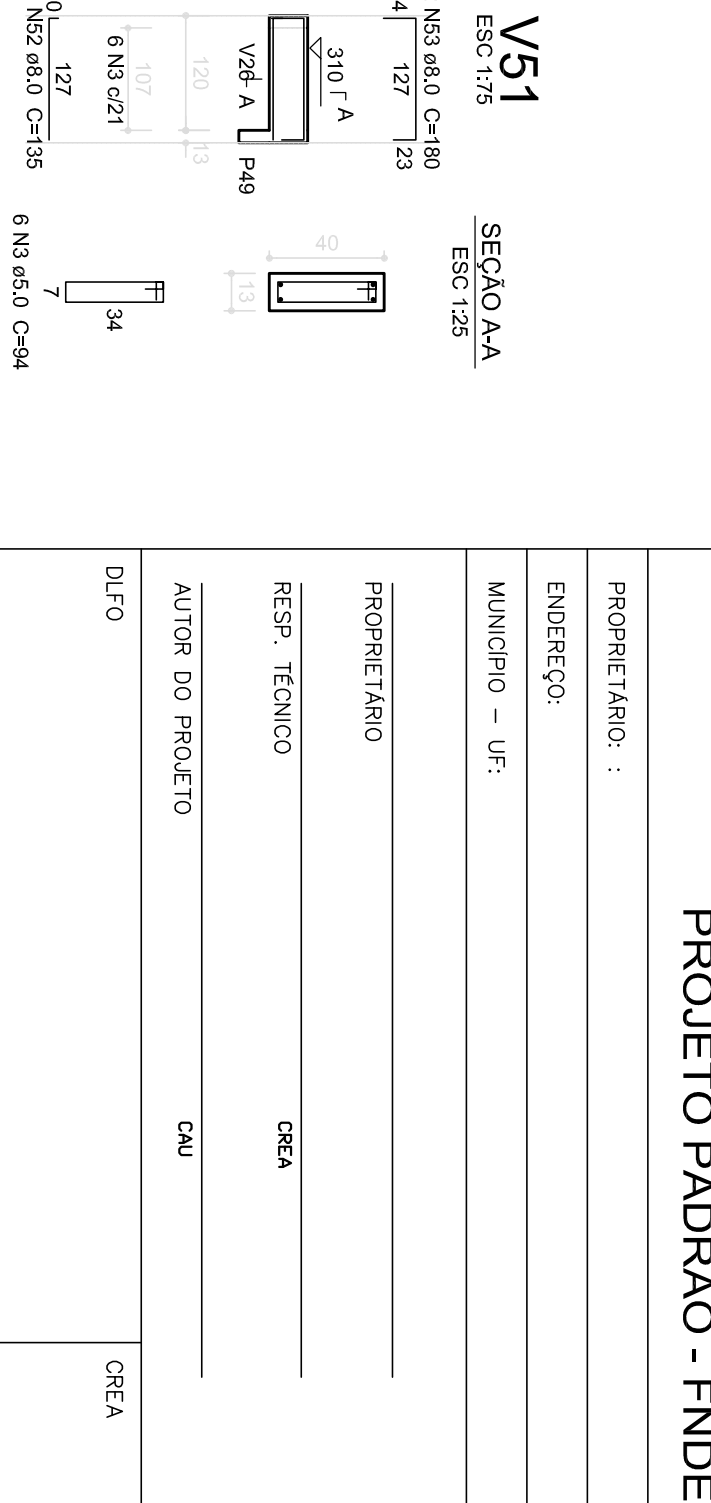 V51
ESC 1:75
N53 ø8.0 C=180
4
127
23
310
A
V26
A
P49
120
13
107
6 N3 c/21
0
127
N52 ø8.0 C=135
SEÇÃO A-A
ESC 1:25
40
13
34
7
6 N3 ø5.0 C=94
PROJETO PADRAO - FNDE
PROPRIETÁRIO: :
ENDEREÇO:
MUNICÍPIO – UF:
PROPRIETÁRIO
RESP. TÉCNICO
CREA
AUTOR DO PROJETO
CAU
DLFO
CREA